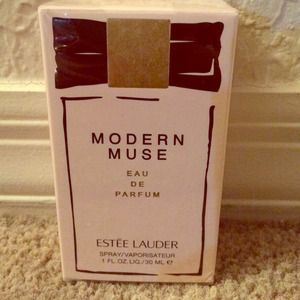 MODERN
MUSE
EAU
DE
PARFUM
ESTĒE LAUDER
SPRAY/VAPORISATEUR
1 FL.OZ.LIQ./30 ML ℮